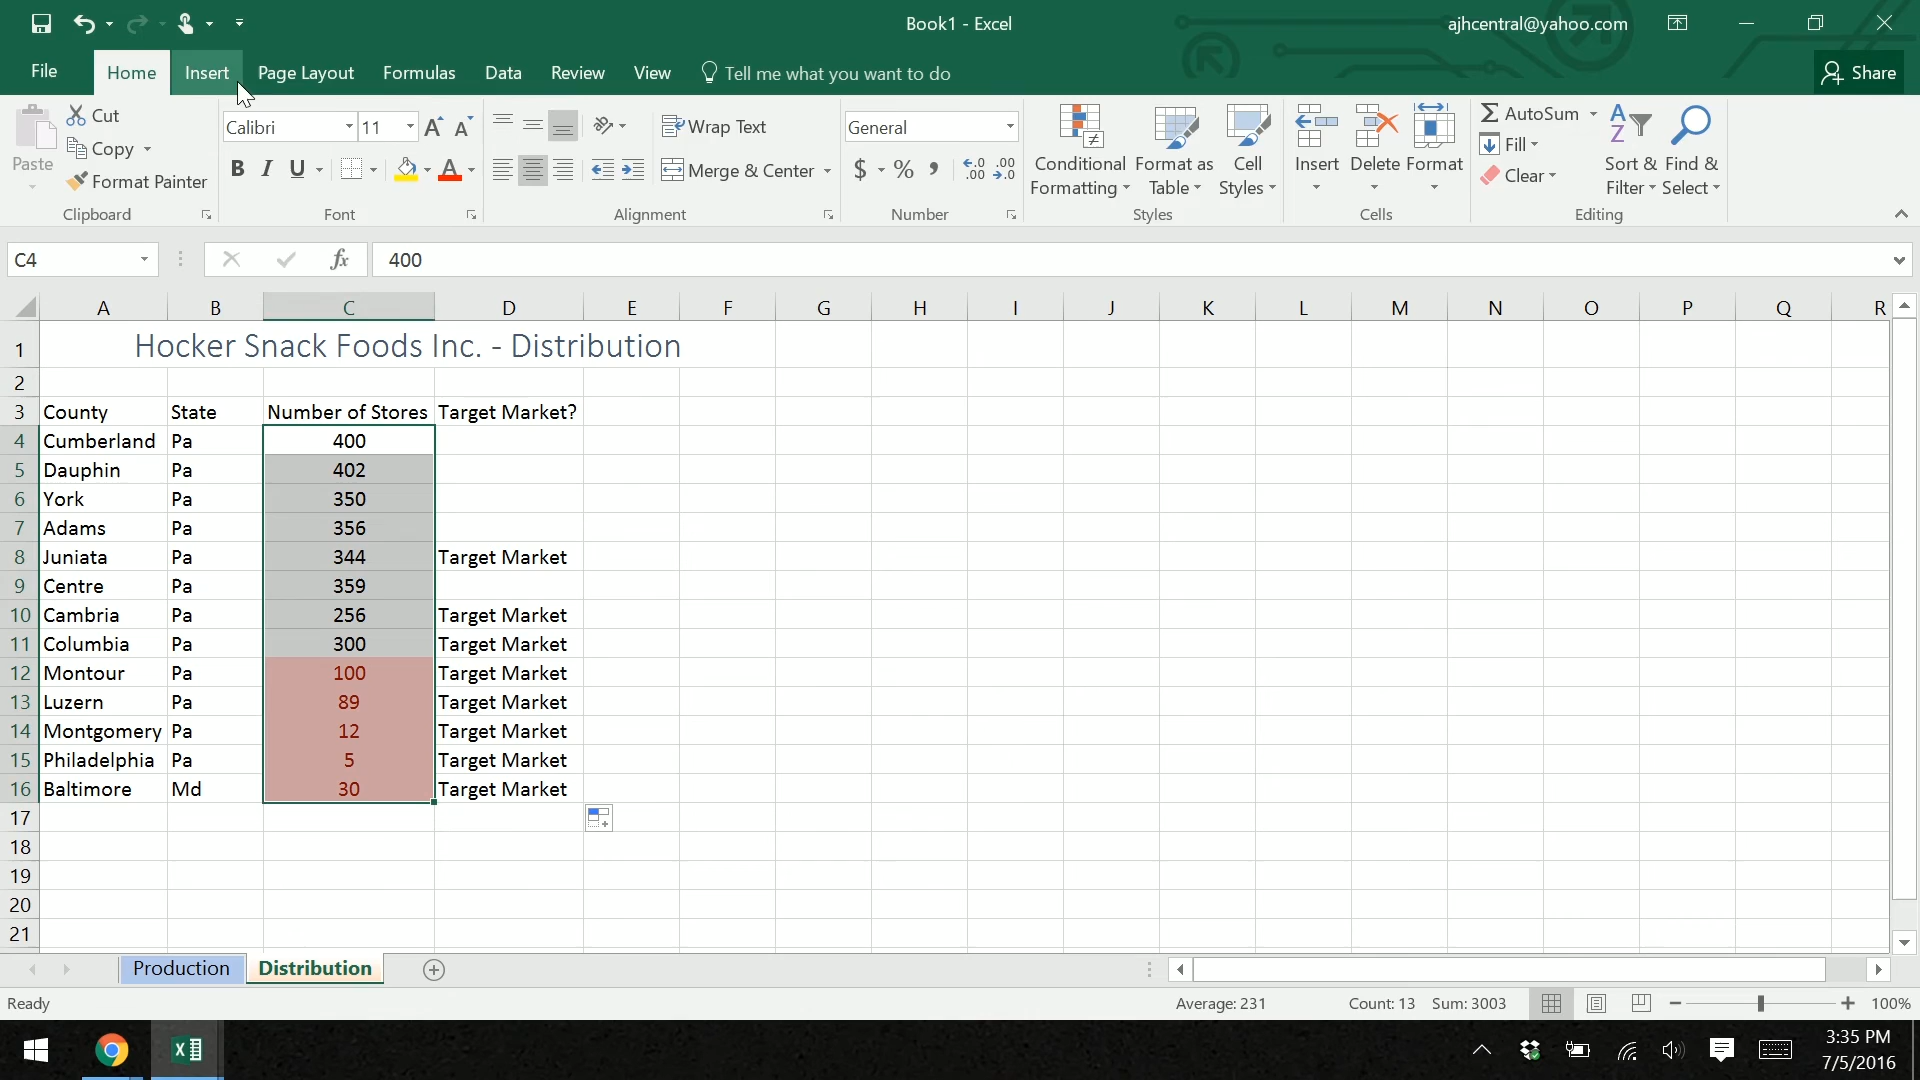 Book1 - Excel
ajhcentral@yahoo.com
File Home Insert Page Layout Formulas Data Review View Tell me what you want to do Share
Paste
Cut
Copy
Format Painter
Clipboard
Calibri 11
B I U
Font
Wrap Text
Merge & Center
Alignment
General
$ % ,
Number
Conditional Formatting
Format as Table
Cell Styles
Styles
Insert
Delete
Format
Cells
AutoSum
Fill
Clear
Sort & Filter
Find & Select
Editing
C4 fx 400
A B C D E F G H I J K L M N O P Q R
1 Hocker Snack Foods Inc. - Distribution
2
3 County State Number of Stores Target Market?
4 Cumberland Pa 400
5 Dauphin Pa 402
6 York Pa 350
7 Adams Pa 356
8 Juniata Pa 344 Target Market
9 Centre Pa 359
10 Cambria Pa 256 Target Market
11 Columbia Pa 300 Target Market
12 Montour Pa 100 Target Market
13 Luzern Pa 89 Target Market
14 Montgomery Pa 12 Target Market
15 Philadelphia Pa 5 Target Market
16 Baltimore Md 30 Target Market
17
18
19
20
21
Production Distribution
Ready Average: 231 Count: 13 Sum: 3003 100%
3:35 PM
7/5/2016